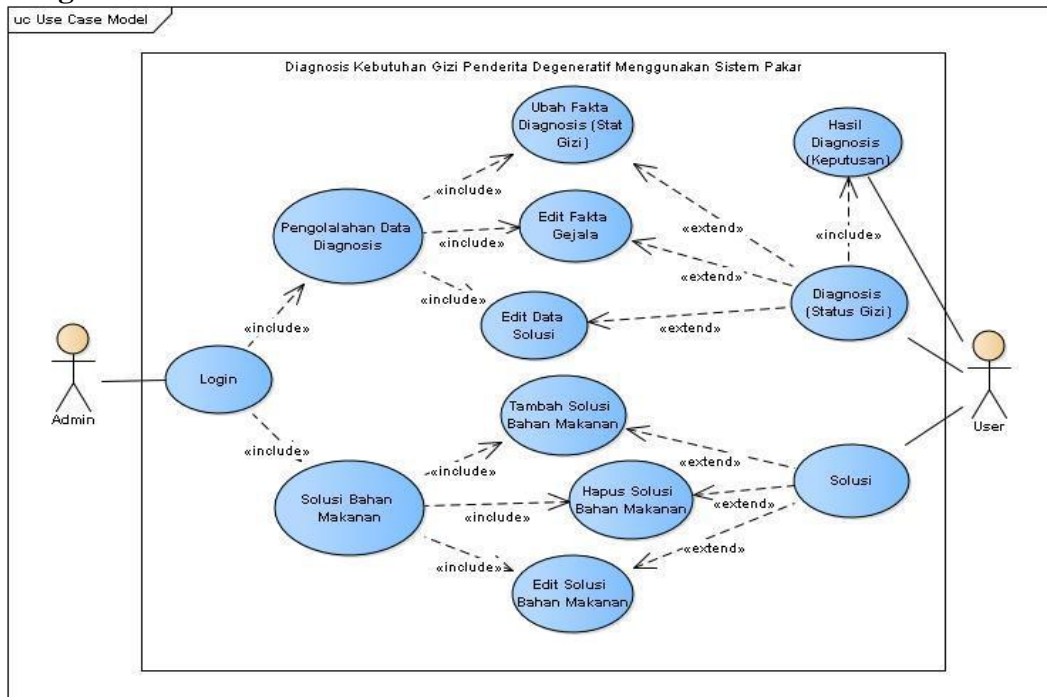 uc Use Case Model
Diagnosis Kebutuhan Gizi Penderita Degeneratif Menggunakan Sistem Pakar
Ubah Fakta
Diagnosis (Stat
Gizi)
Hasil
Diagnosis
(Keputusan)
«include»
Pengolalahan Data
Diagnosis
«include»
Edit Fakta
Gejala
«extend»
«include»
«extend»
«include»
Edit Data
Solusi
«extend»
Diagnosis
(Status Gizi)
«include»
Login
Admin
User
«include»
Tambah Solusi
Bahan Makanan
«include»
«extend»
Solusi Bahan
Makanan
«include»
Hapus Solusi
Bahan Makanan
«extend»
Solusi
«extend»
«include»
Edit Solusi
Bahan Makanan